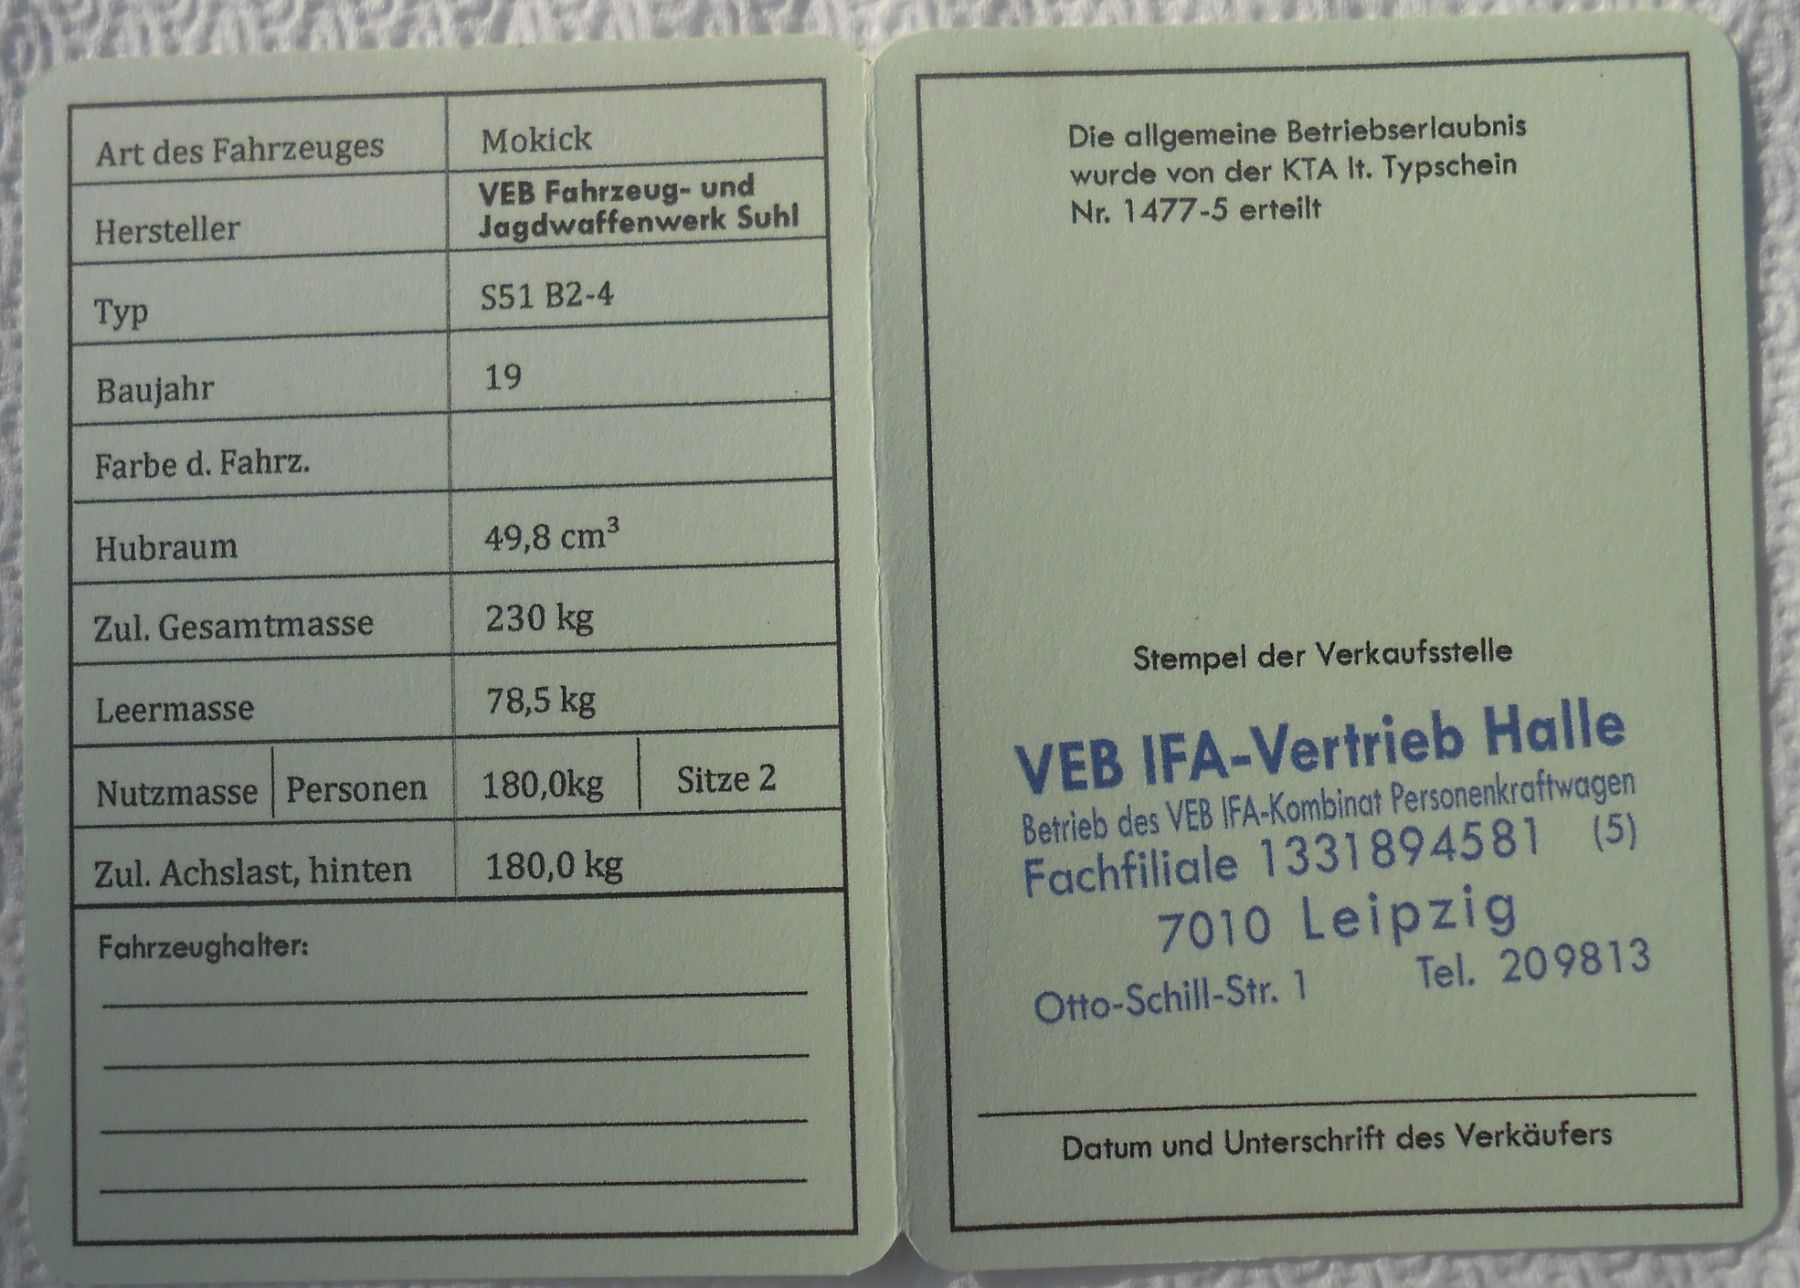 Art des Fahrzeuges Mokick
Hersteller VEB Fahrzeug- und
Jagdwaffenwerk Suhl
Typ S51 B2-4
Baujahr 19
Farbe d. Fahrz.
Hubraum 49,8 cm³
Zul. Gesamtmasse 230 kg
Leermasse 78,5 kg
Nutzmasse Personen 180,0kg Sitze 2
Zul. Achslast, hinten 180,0 kg
Fahrzeughalter:
Die allgemeine Betriebserlaubnis
wurde von der KTA lt. Typschein
Nr. 1477-5 erteilt
Stempel der Verkaufsstelle
VEB IFA-Vertrieb Halle
Betrieb des VEB IFA-Kombinat Personenkraftwagen
Fachfiliale 1331894581 (5)
7010 Leipzig
Otto-Schill-Str. 1 Tel. 209813
Datum und Unterschrift des Verkäufers